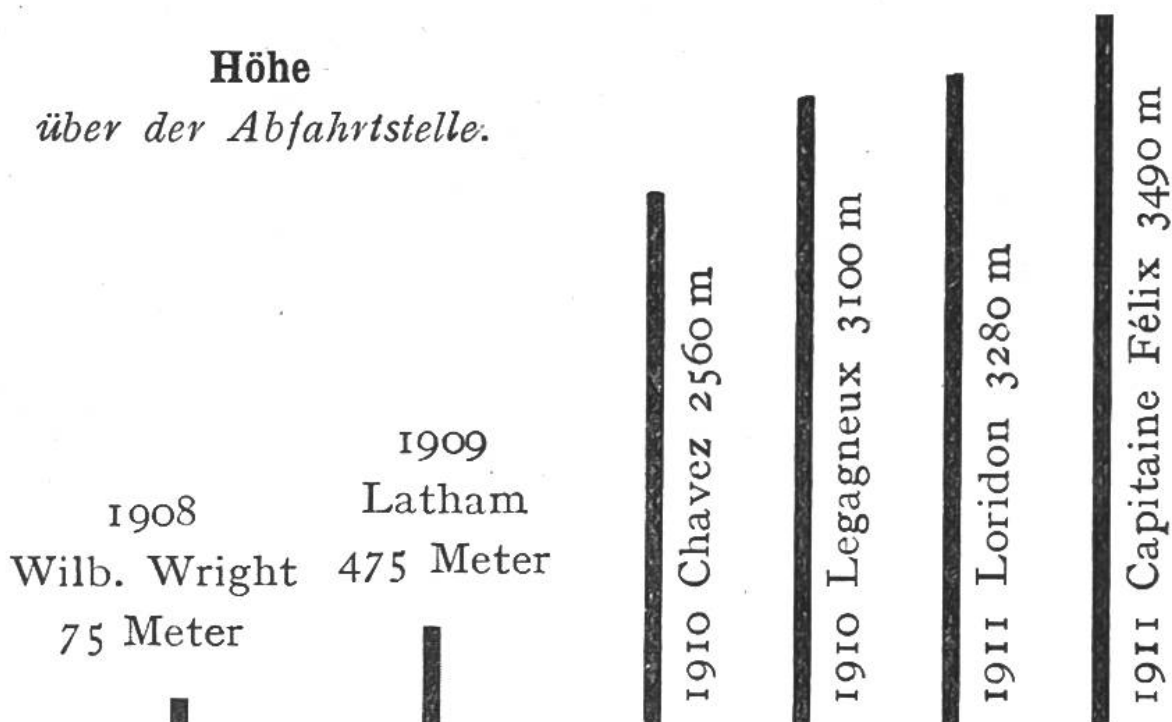 Höhe
über der Abfahrtstelle.
1908
Wilb. Wright
75 Meter
1909
Latham
475 Meter
1910 Chavez 2560 m
1910 Legagneux 3100 m
1911 Loridon 3280 m
1911 Capitaine Félix 3490 m